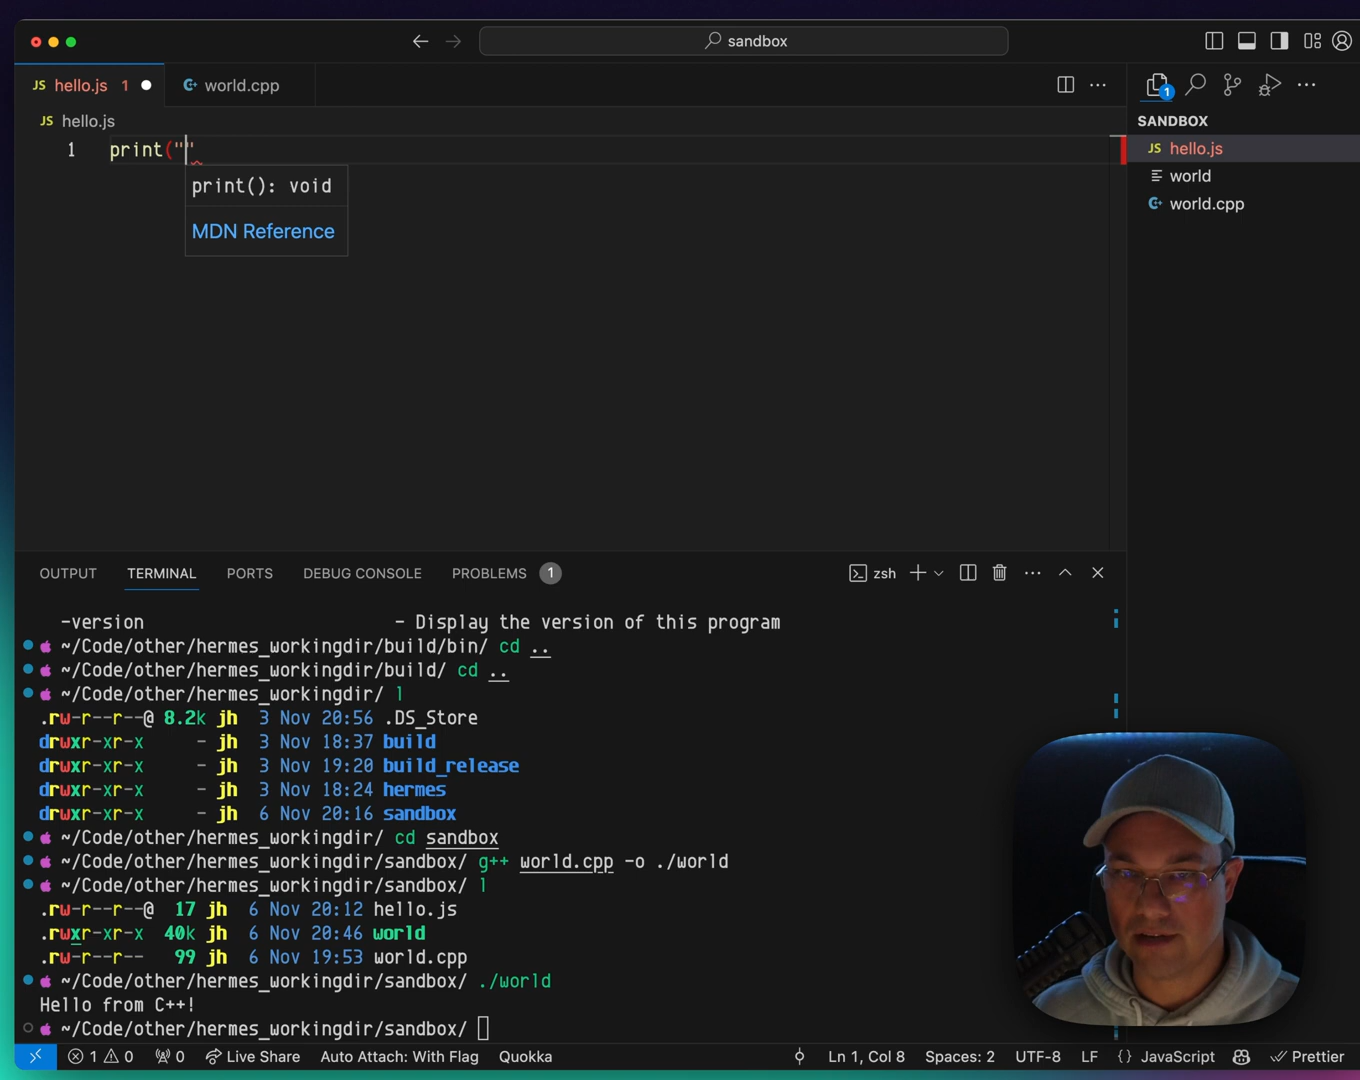 sandbox
JS hello.js 1
world.cpp
JS hello.js
1 print(""
print(): void
MDN Reference
1
SANDBOX
JS hello.js
world
world.cpp
OUTPUT TERMINAL PORTS DEBUG CONSOLE PROBLEMS 1
zsh
-version - Display the version of this program
~/Code/other/hermes_workingdir/build/bin/ cd ..
~/Code/other/hermes_workingdir/build/ cd ..
~/Code/other/hermes_workingdir/ l
.rw-r--r--@ 8.2k jh 3 Nov 20:56 .DS_Store
drwxr-xr-x - jh 3 Nov 18:37 build
drwxr-xr-x - jh 3 Nov 19:20 build_release
drwxr-xr-x - jh 3 Nov 18:24 hermes
drwxr-xr-x - jh 6 Nov 20:16 sandbox
~/Code/other/hermes_workingdir/ cd sandbox
~/Code/other/hermes_workingdir/sandbox/ g++ world.cpp -o ./world
~/Code/other/hermes_workingdir/sandbox/ l
.rw-r--r--@ 17 jh 6 Nov 20:12 hello.js
.rwxr-xr-x 40k jh 6 Nov 20:46 world
.rw-r--r-- 99 jh 6 Nov 19:53 world.cpp
~/Code/other/hermes_workingdir/sandbox/ ./world
Hello from C++!
~/Code/other/hermes_workingdir/sandbox/
1 0 0 Live Share Auto Attach: With Flag Quokka Ln 1, Col 8 Spaces: 2 UTF-8 LF {} JavaScript Prettier